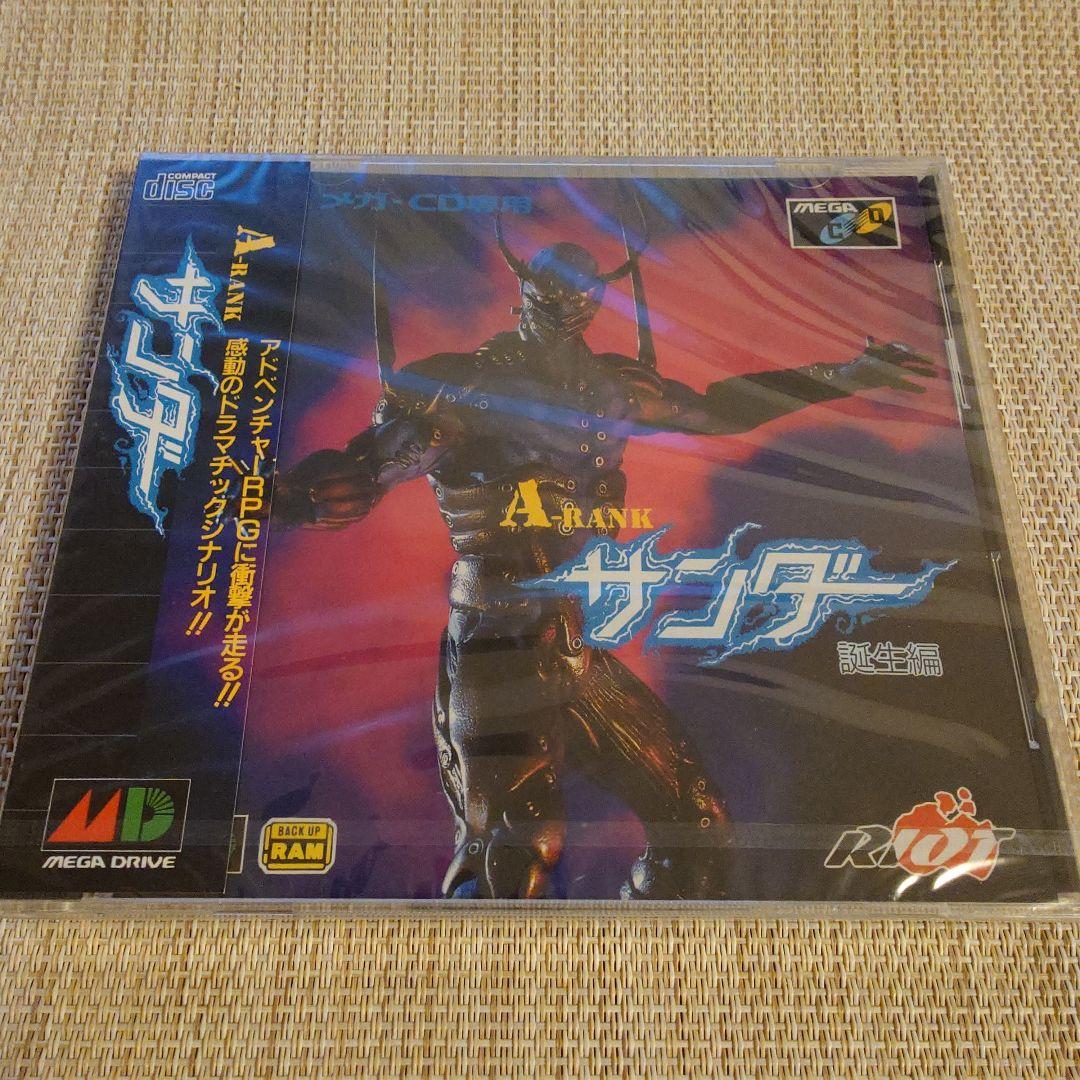 COMPACT
disc
A-RANK
サンダー
アドベンチャーRPGに衝撃が走る!!
感動のドラマチックシナリオ!!
MD
MEGA DRIVE
メガ-CD専用
MEGA
CD
A-RANK
サンダー
誕生編
BACK UP
RAM
RIOT